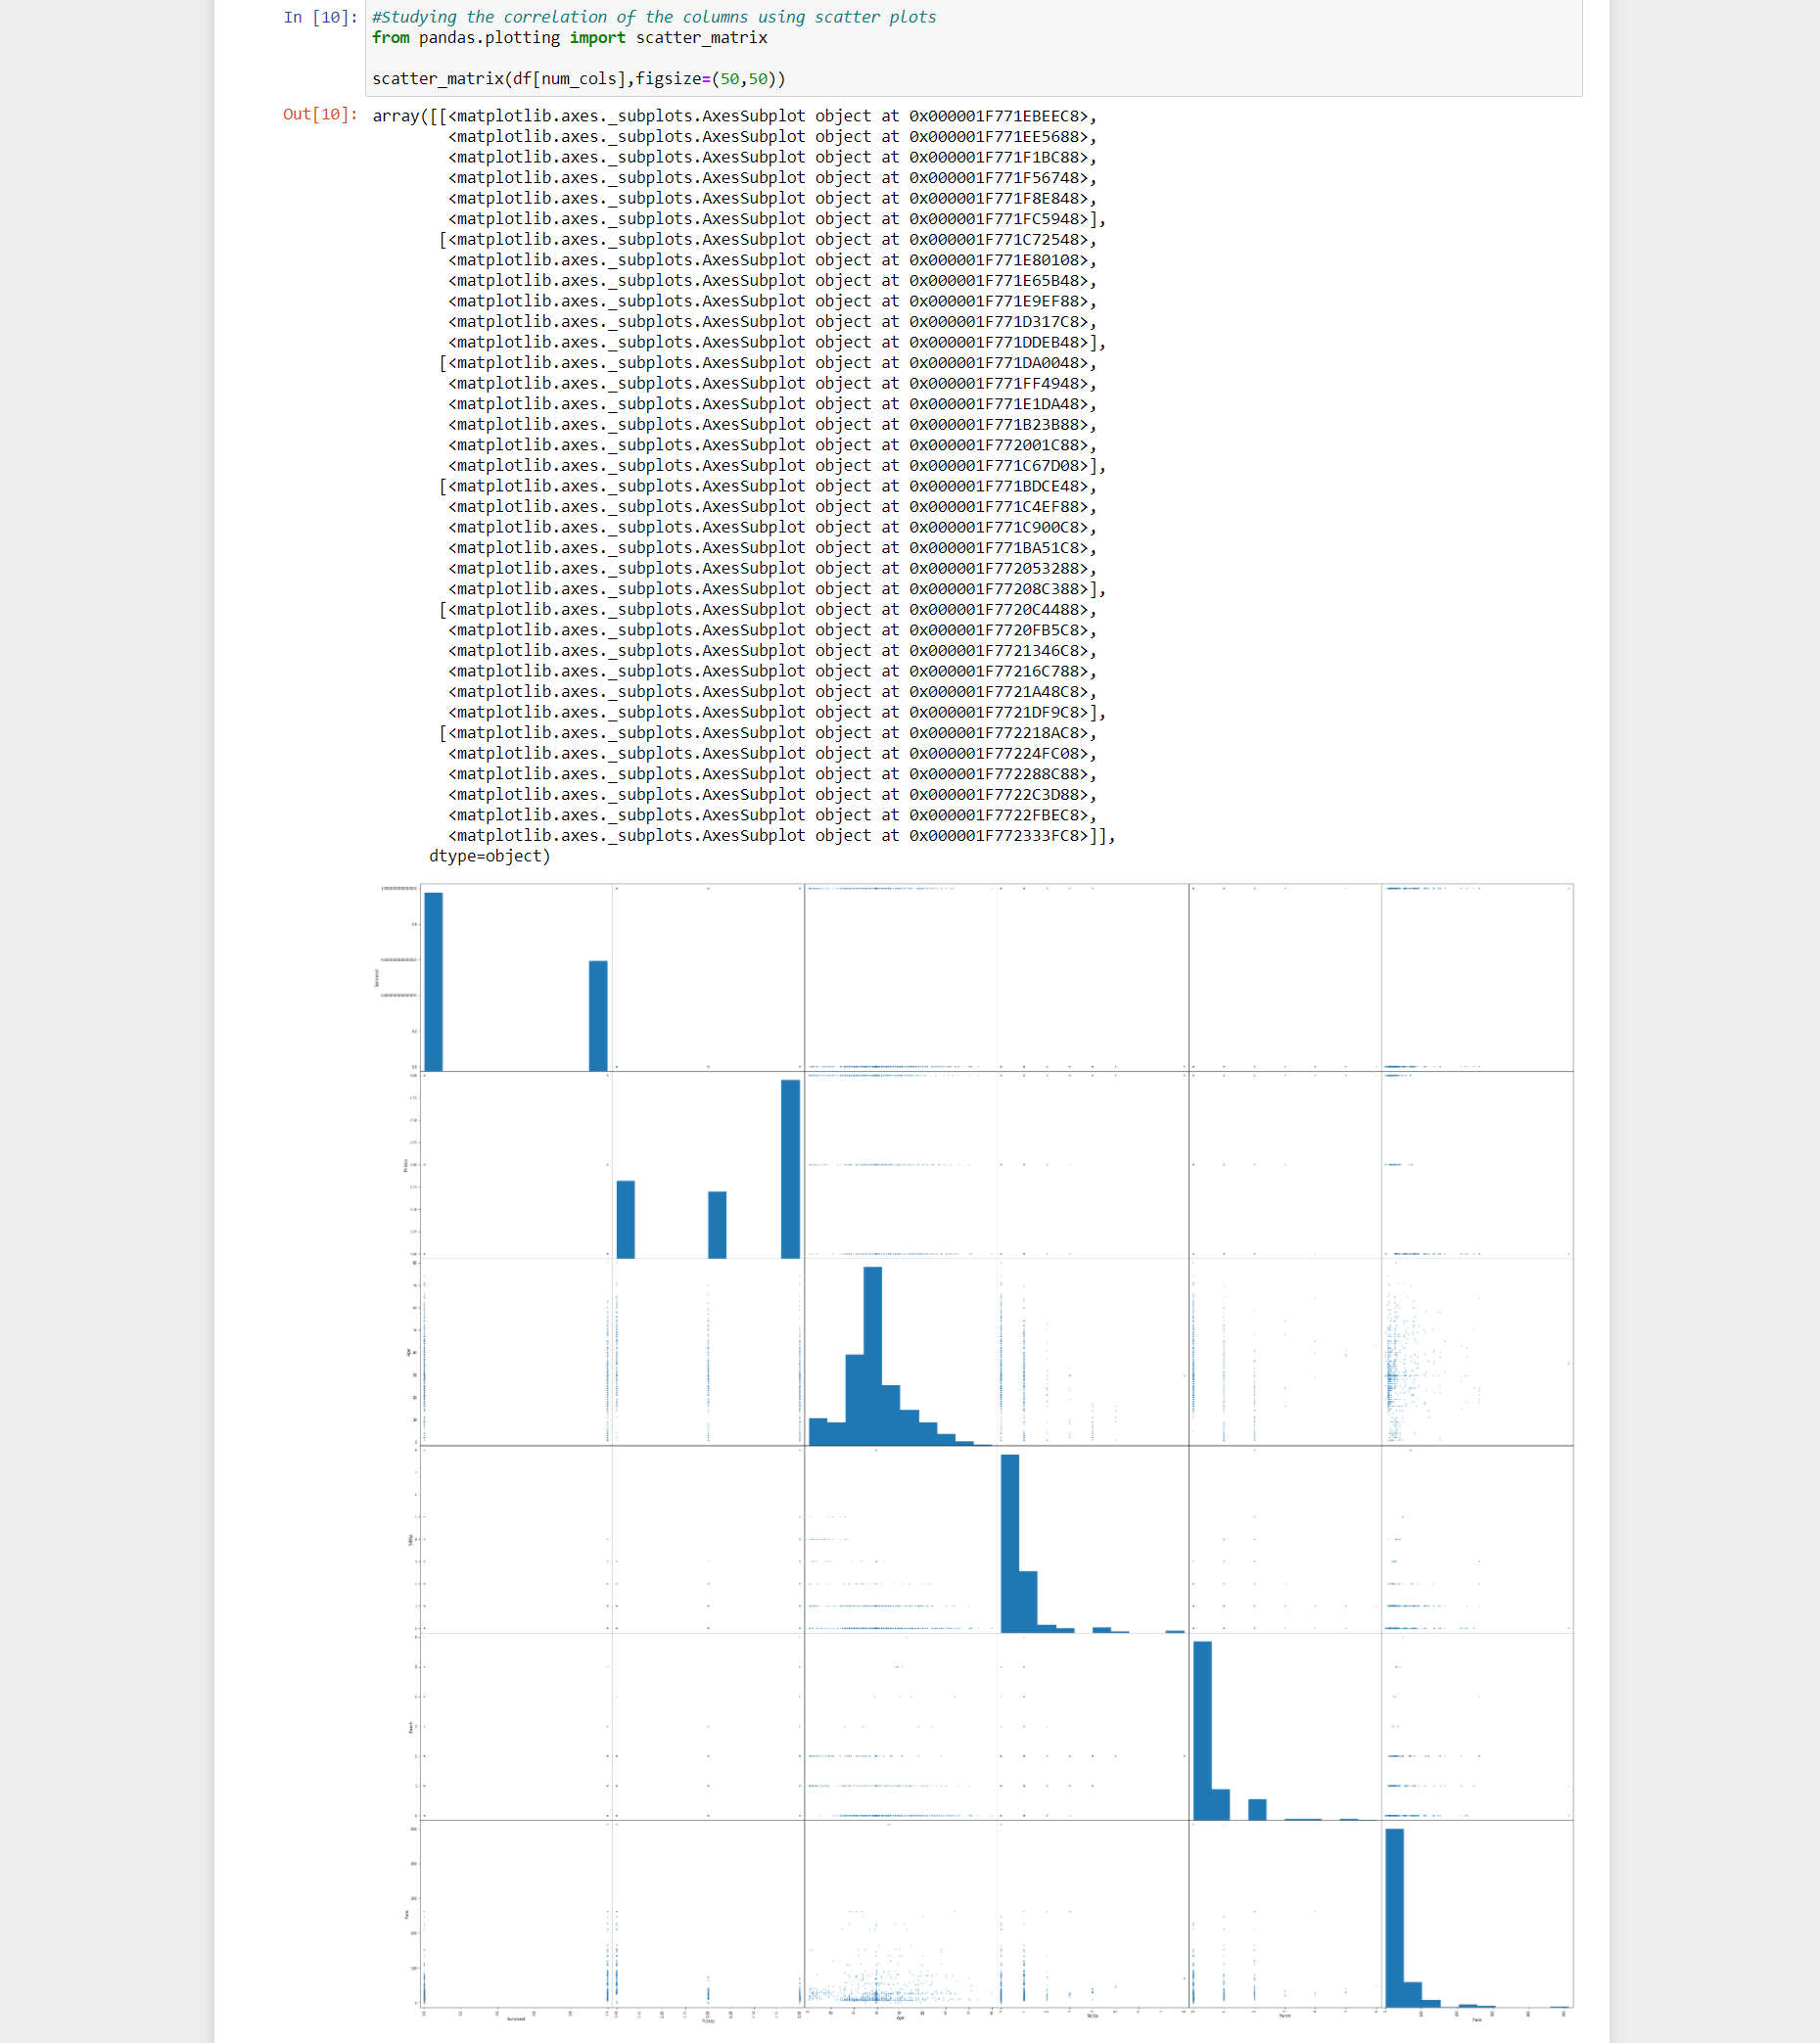 In [10]: #Studying the correlation of the columns using scatter plots
from pandas.plotting import scatter_matrix
scatter_matrix(df[num_cols],figsize=(50,50))
Out[10]: array([[<matplotlib.axes._subplots.AxesSubplot object at 0x000001F771EBEEC8>,
<matplotlib.axes._subplots.AxesSubplot object at 0x000001F771EE5688>,
<matplotlib.axes._subplots.AxesSubplot object at 0x000001F771F1BC88>,
<matplotlib.axes._subplots.AxesSubplot object at 0x000001F771F56748>,
<matplotlib.axes._subplots.AxesSubplot object at 0x000001F771F8E848>,
<matplotlib.axes._subplots.AxesSubplot object at 0x000001F771FC5948>],
[<matplotlib.axes._subplots.AxesSubplot object at 0x000001F771C72548>,
<matplotlib.axes._subplots.AxesSubplot object at 0x000001F771E80108>,
<matplotlib.axes._subplots.AxesSubplot object at 0x000001F771E65B48>,
<matplotlib.axes._subplots.AxesSubplot object at 0x000001F771E9EF88>,
<matplotlib.axes._subplots.AxesSubplot object at 0x000001F771D317C8>,
<matplotlib.axes._subplots.AxesSubplot object at 0x000001F771DDEB48>],
[<matplotlib.axes._subplots.AxesSubplot object at 0x000001F771DA0048>,
<matplotlib.axes._subplots.AxesSubplot object at 0x000001F771FF4948>,
<matplotlib.axes._subplots.AxesSubplot object at 0x000001F771E1DA48>,
<matplotlib.axes._subplots.AxesSubplot object at 0x000001F771B23B88>,
<matplotlib.axes._subplots.AxesSubplot object at 0x000001F772001C88>,
<matplotlib.axes._subplots.AxesSubplot object at 0x000001F771C67D08>],
[<matplotlib.axes._subplots.AxesSubplot object at 0x000001F771BDCE48>,
<matplotlib.axes._subplots.AxesSubplot object at 0x000001F771C4EF88>,
<matplotlib.axes._subplots.AxesSubplot object at 0x000001F771C900C8>,
<matplotlib.axes._subplots.AxesSubplot object at 0x000001F771BA51C8>,
<matplotlib.axes._subplots.AxesSubplot object at 0x000001F772053288>,
<matplotlib.axes._subplots.AxesSubplot object at 0x000001F77208C388>],
[<matplotlib.axes._subplots.AxesSubplot object at 0x000001F7720C4488>,
<matplotlib.axes._subplots.AxesSubplot object at 0x000001F7720FB5C8>,
<matplotlib.axes._subplots.AxesSubplot object at 0x000001F7721346C8>,
<matplotlib.axes._subplots.AxesSubplot object at 0x000001F77216C788>,
<matplotlib.axes._subplots.AxesSubplot object at 0x000001F7721A48C8>,
<matplotlib.axes._subplots.AxesSubplot object at 0x000001F7721DF9C8>],
[<matplotlib.axes._subplots.AxesSubplot object at 0x000001F772218AC8>,
<matplotlib.axes._subplots.AxesSubplot object at 0x000001F77224FC08>,
<matplotlib.axes._subplots.AxesSubplot object at 0x000001F772288C88>,
<matplotlib.axes._subplots.AxesSubplot object at 0x000001F7722C3D88>,
<matplotlib.axes._subplots.AxesSubplot object at 0x000001F7722FBEC8>,
<matplotlib.axes._subplots.AxesSubplot object at 0x000001F772333FC8>]],
dtype=object)
Survived
Pclass
Age
SibSp
Parch
Fare
Survived Pclass Age SibSp Parch Fare